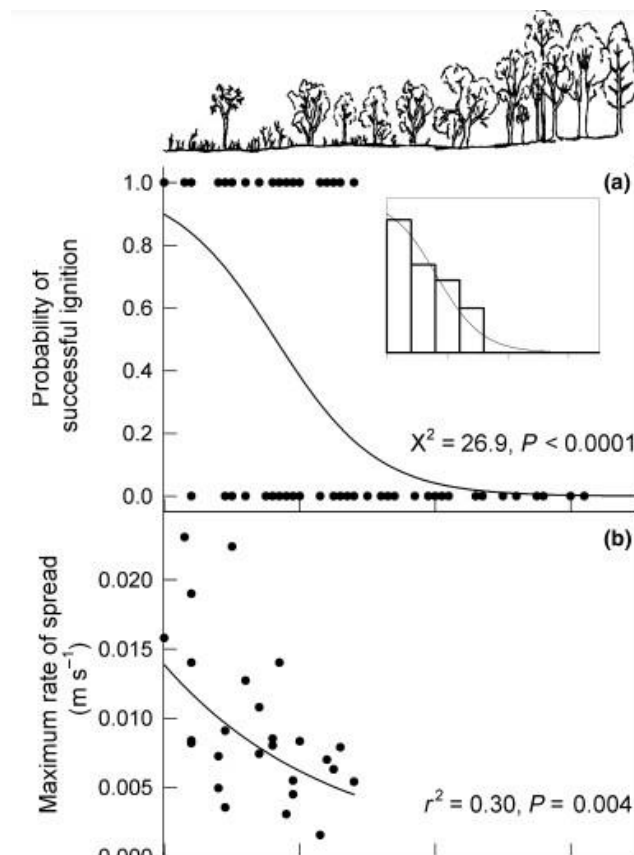 (a)
1.0
0.8
0.6
0.4
0.2
0.0
Probability of
successful ignition
X² = 26.9, P < 0.0001
(b)
0.020
0.015
0.010
0.005
0.000
Maximum rate of spread
(m s⁻¹)
r² = 0.30, P = 0.004